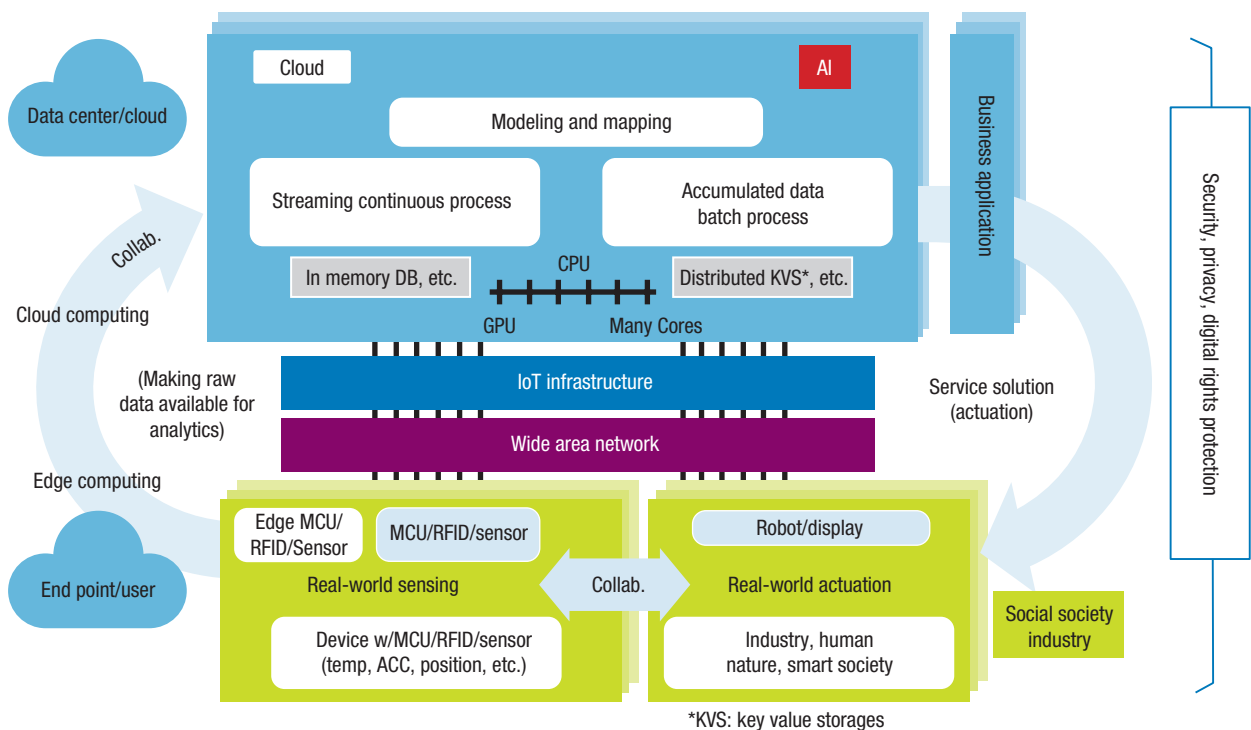 Data center/cloud
Cloud
AI
Modeling and mapping
Streaming continuous process
Accumulated data
batch process
In memory DB, etc.
CPU
Distributed KVS*, etc.
GPU
Many Cores
Business application
Security, privacy, digital rights protection
Collab.
Cloud computing
(Making raw
data available for
analytics)
Edge computing
IoT infrastructure
Wide area network
Service solution
(actuation)
End point/user
Edge MCU/
RFID/Sensor
MCU/RFID/sensor
Real-world sensing
Device w/MCU/RFID/sensor
(temp, ACC, position, etc.)
Collab.
Robot/display
Real-world actuation
Industry, human
nature, smart society
Social society
industry
*KVS: key value storages